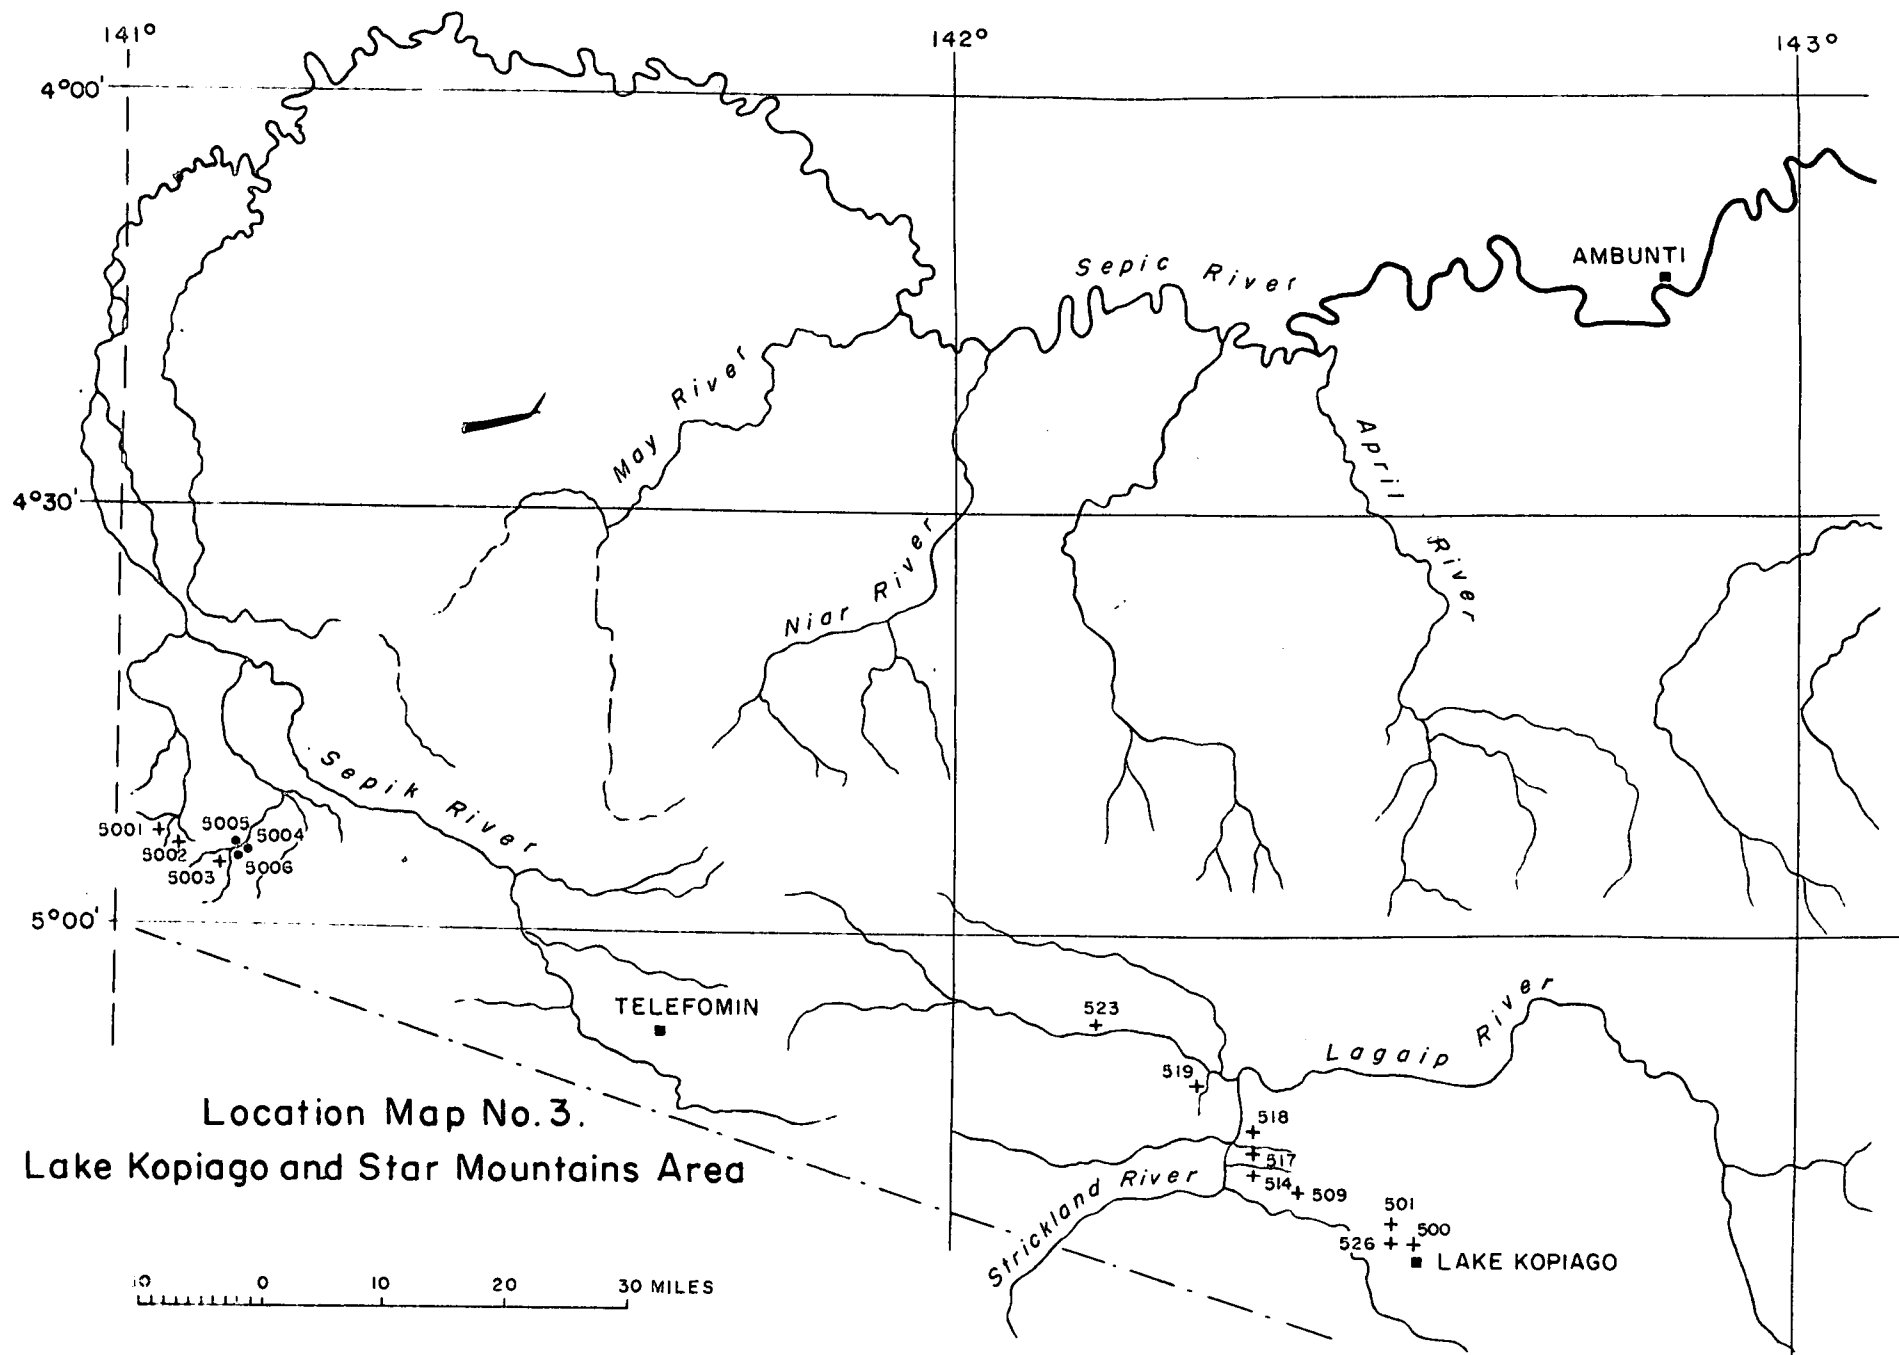 141°
142°
143°
4°00'
Sepic River
AMBUNTI
May River
April River
4°30'
Niar River
Sepik River
5001
5002
5003
5005
5004
5006
5°00'
TELEFOMIN
523
519
Lagaip River
518
517
514
509
501
500
526
LAKE KOPIAGO
Strickland River
Location Map No. 3.
Lake Kopiago and Star Mountains Area
10 0 10 20 30 MILES